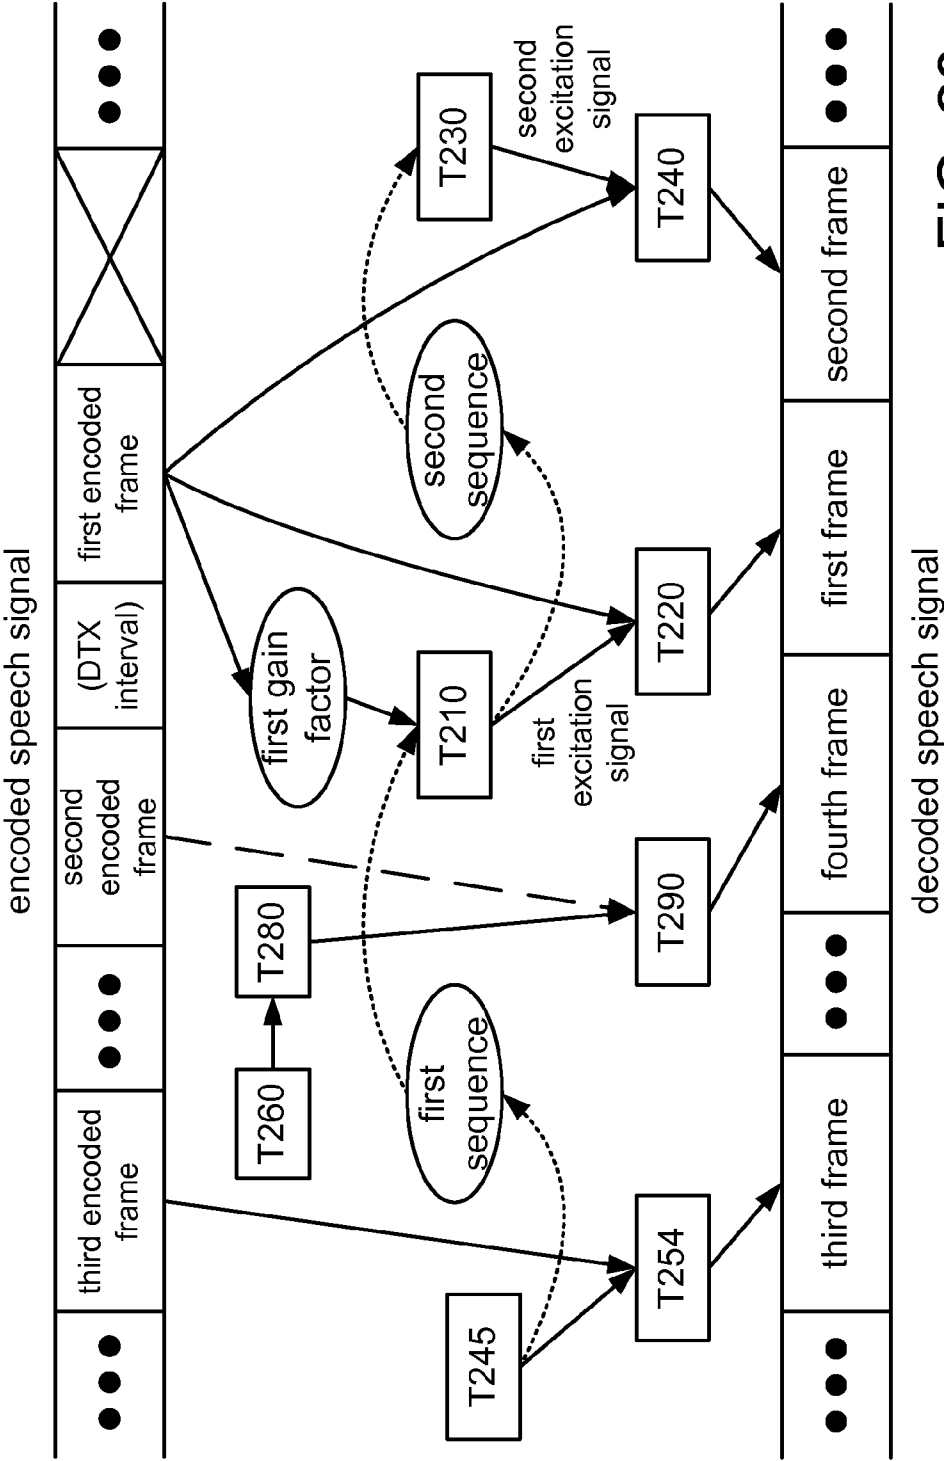 encoded speech signal
third encoded
frame
second
encoded
frame
(DTX
interval)
first encoded
frame
T260
T280
first gain
factor
T245
first
sequence
T210
second
sequence
T230
first
excitation
signal
second
excitation
signal
T254
T290
T220
T240
third frame
fourth frame
first frame
second frame
decoded speech signal